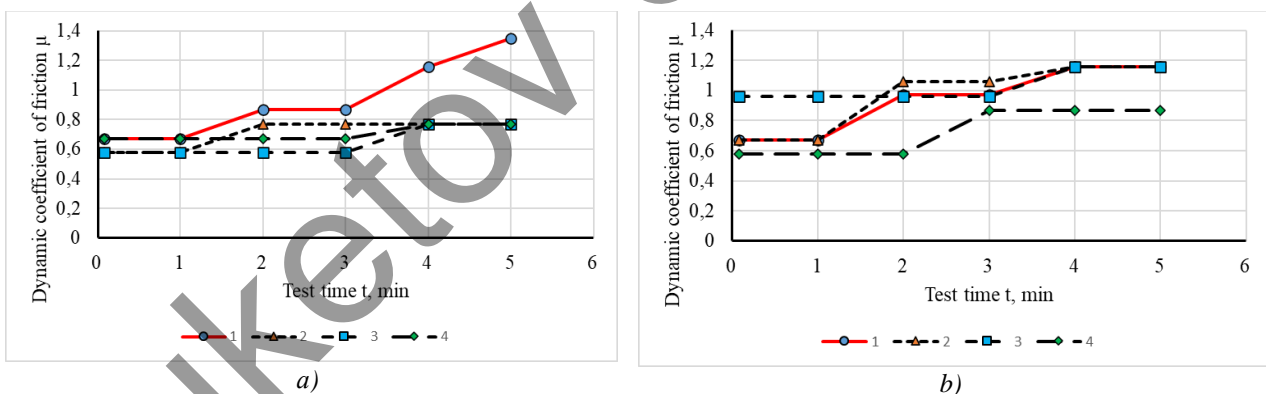 1,4
1,2
1
0,8
0,6
0,4
0,2
0
Dynamic coefficient of friction µ
0 1 2 3 4 5 6
Test time t, min
1 2 3 4
a)
1,4
1,2
1
0,8
0,6
0,4
0,2
0
Dynamic coefficient of friction µ
0 1 2 3 4 5 6
Test time t, min
1 2 3 4
b)
uketov